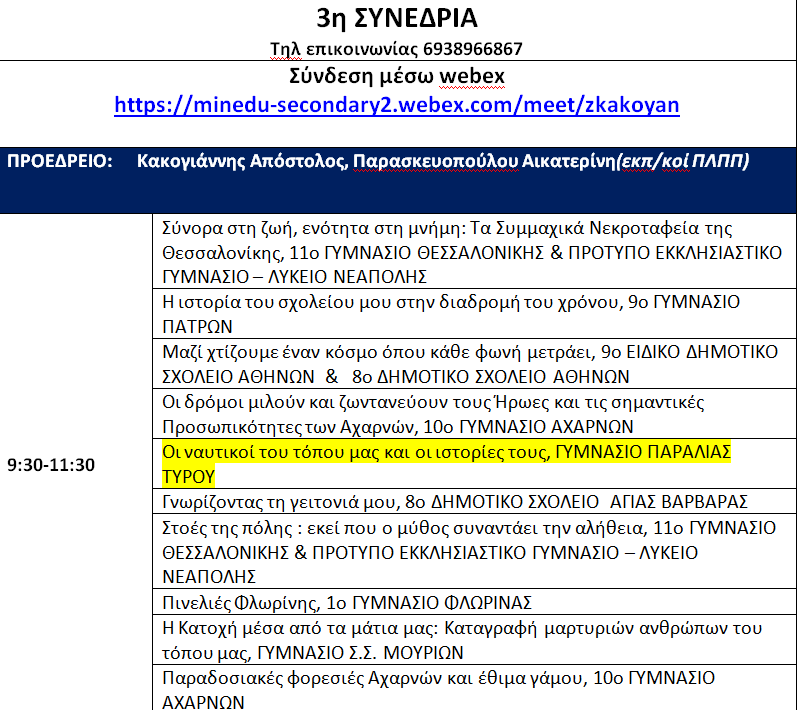 3η ΣΥΝΕΔΡΙΑ
Τηλ επικοινωνίας 6938966867
Σύνδεση μέσω webex
https://minedu-secondary2.webex.com/meet/zkakoyan
ΠΡΟΕΔΡΕΙΟ: Κακογιάννης Απόστολος, Παρασκευοπούλου Αικατερίνη(εκπ/κοί ΠΛΠΠ)
9:30-11:30
Σύνορα στη ζωή, ενότητα στη μνήμη: Τα Συμμαχικά Νεκροταφεία της
Θεσσαλονίκης, 11ο ΓΥΜΝΑΣΙΟ ΘΕΣΣΑΛΟΝΙΚΗΣ & ΠΡΟΤΥΠΟ ΕΚΚΛΗΣΙΑΣΤΙΚΟ
ΓΥΜΝΑΣΙΟ – ΛΥΚΕΙΟ ΝΕΑΠΟΛΗΣ
Η ιστορία του σχολείου μου στην διαδρομή του χρόνου, 9ο ΓΥΜΝΑΣΙΟ
ΠΑΤΡΩΝ
Μαζί χτίζουμε έναν κόσμο όπου κάθε φωνή μετράει, 9ο ΕΙΔΙΚΟ ΔΗΜΟΤΙΚΟ
ΣΧΟΛΕΙΟ ΑΘΗΝΩΝ & 8ο ΔΗΜΟΤΙΚΟ ΣΧΟΛΕΙΟ ΑΘΗΝΩΝ
Οι δρόμοι μιλούν και ζωντανεύουν τους Ήρωες και τις σημαντικές
Προσωπικότητες των Αχαρνών, 10ο ΓΥΜΝΑΣΙΟ ΑΧΑΡΝΩΝ
Οι ναυτικοί του τόπου μας και οι ιστορίες τους, ΓΥΜΝΑΣΙΟ ΠΑΡΑΛΙΑΣ
ΤΥΡΟΥ
Γνωρίζοντας τη γειτονιά μου, 8ο ΔΗΜΟΤΙΚΟ ΣΧΟΛΕΙΟ ΑΓΙΑΣ ΒΑΡΒΑΡΑΣ
Στοές της πόλης : εκεί που ο μύθος συναντάει την αλήθεια, 11ο ΓΥΜΝΑΣΙΟ
ΘΕΣΣΑΛΟΝΙΚΗΣ & ΠΡΟΤΥΠΟ ΕΚΚΛΗΣΙΑΣΤΙΚΟ ΓΥΜΝΑΣΙΟ – ΛΥΚΕΙΟ
ΝΕΑΠΟΛΗΣ
Πινελιές Φλωρίνης, 1ο ΓΥΜΝΑΣΙΟ ΦΛΩΡΙΝΑΣ
Η Κατοχή μέσα από τα μάτια μας: Καταγραφή μαρτυριών ανθρώπων του
τόπου μας, ΓΥΜΝΑΣΙΟ Σ.Σ. ΜΟΥΡΙΩΝ
Παραδοσιακές φορεσιές Αχαρνών και έθιμα γάμου, 10ο ΓΥΜΝΑΣΙΟ
ΑΧΑΡΝΩΝ